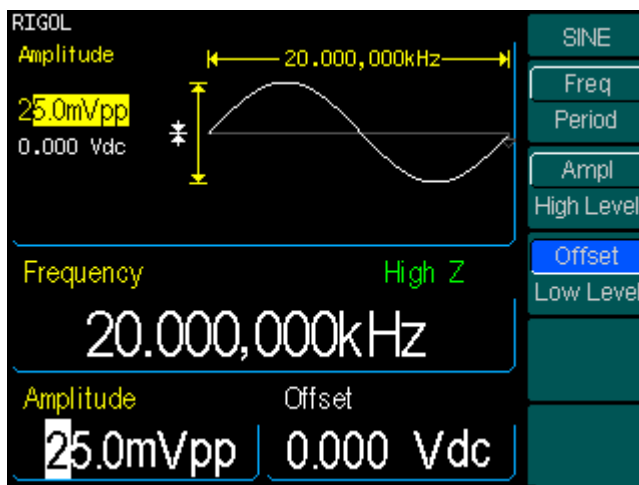 RIGOL
Amplitude
20.000,000kHz
25.0mVpp
0.000 Vdc
SINE
Freq
Period
Ampl
High Level
Offset
Low Level
Frequency
High Z
20.000,000kHz
Amplitude
Offset
25.0mVpp
0.000 Vdc